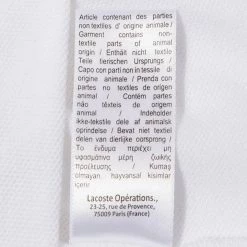 Article contenant des parties
non textiles d' origine animale /
Garment contains non-
textile parts of animal
origin / Enthält nicht textile
Teile tierischen Ursprungs /
Capo con parti non in tessile di
origine animale / Prenda con
partes no textiles de origen
animal / Contém partes
não têxteis de origem
animal / Indeholder
ikke-tekstile dele af animalsk
oprindelse / Bevat niet textiel
deel van dierlijke oorsprong /
Το ένδυμα περιέχει μη
υφασμάτινα μέρη ζωικής
προέλευσης / Kumaş
olmayan hayvansal kısımlar
içerir
Lacoste Opérations.,
23-25, rue de Provence,
75009 Paris (France)